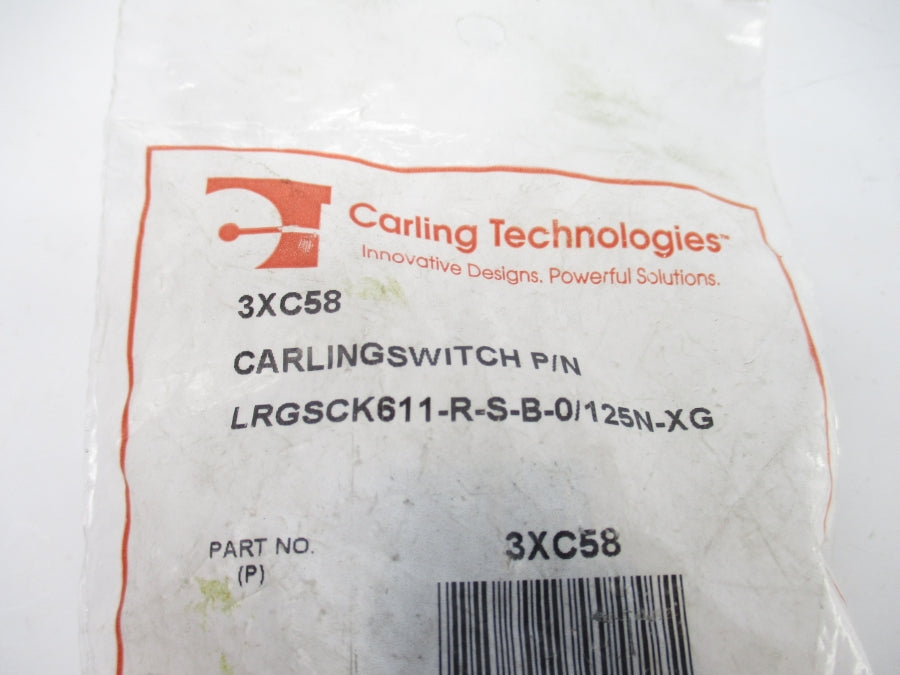 Carling Technologies™
Innovative Designs. Powerful Solutions.
3XC58
CARLINGSWITCH P/N
LRGSCK611-R-S-B-0/125N-XG
PART NO. 3XC58
(P)